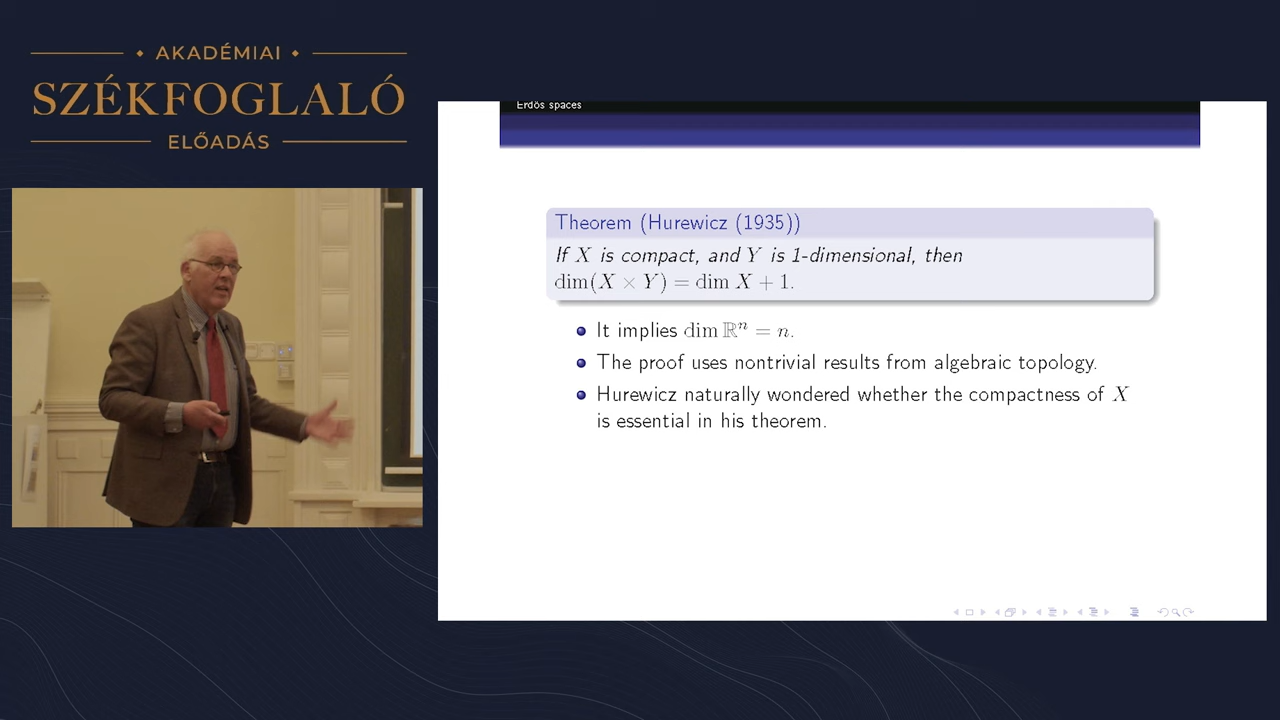 AKADÉMIAI
SZÉKFOGLALÓ
ELŐADÁS
Erdős spaces
Theorem (Hurewicz (1935))
If X is compact, and Y is 1-dimensional, then
dim(X × Y) = dim X + 1.
It implies dim ℝⁿ = n.
The proof uses nontrivial results from algebraic topology.
Hurewicz naturally wondered whether the compactness of X
is essential in his theorem.